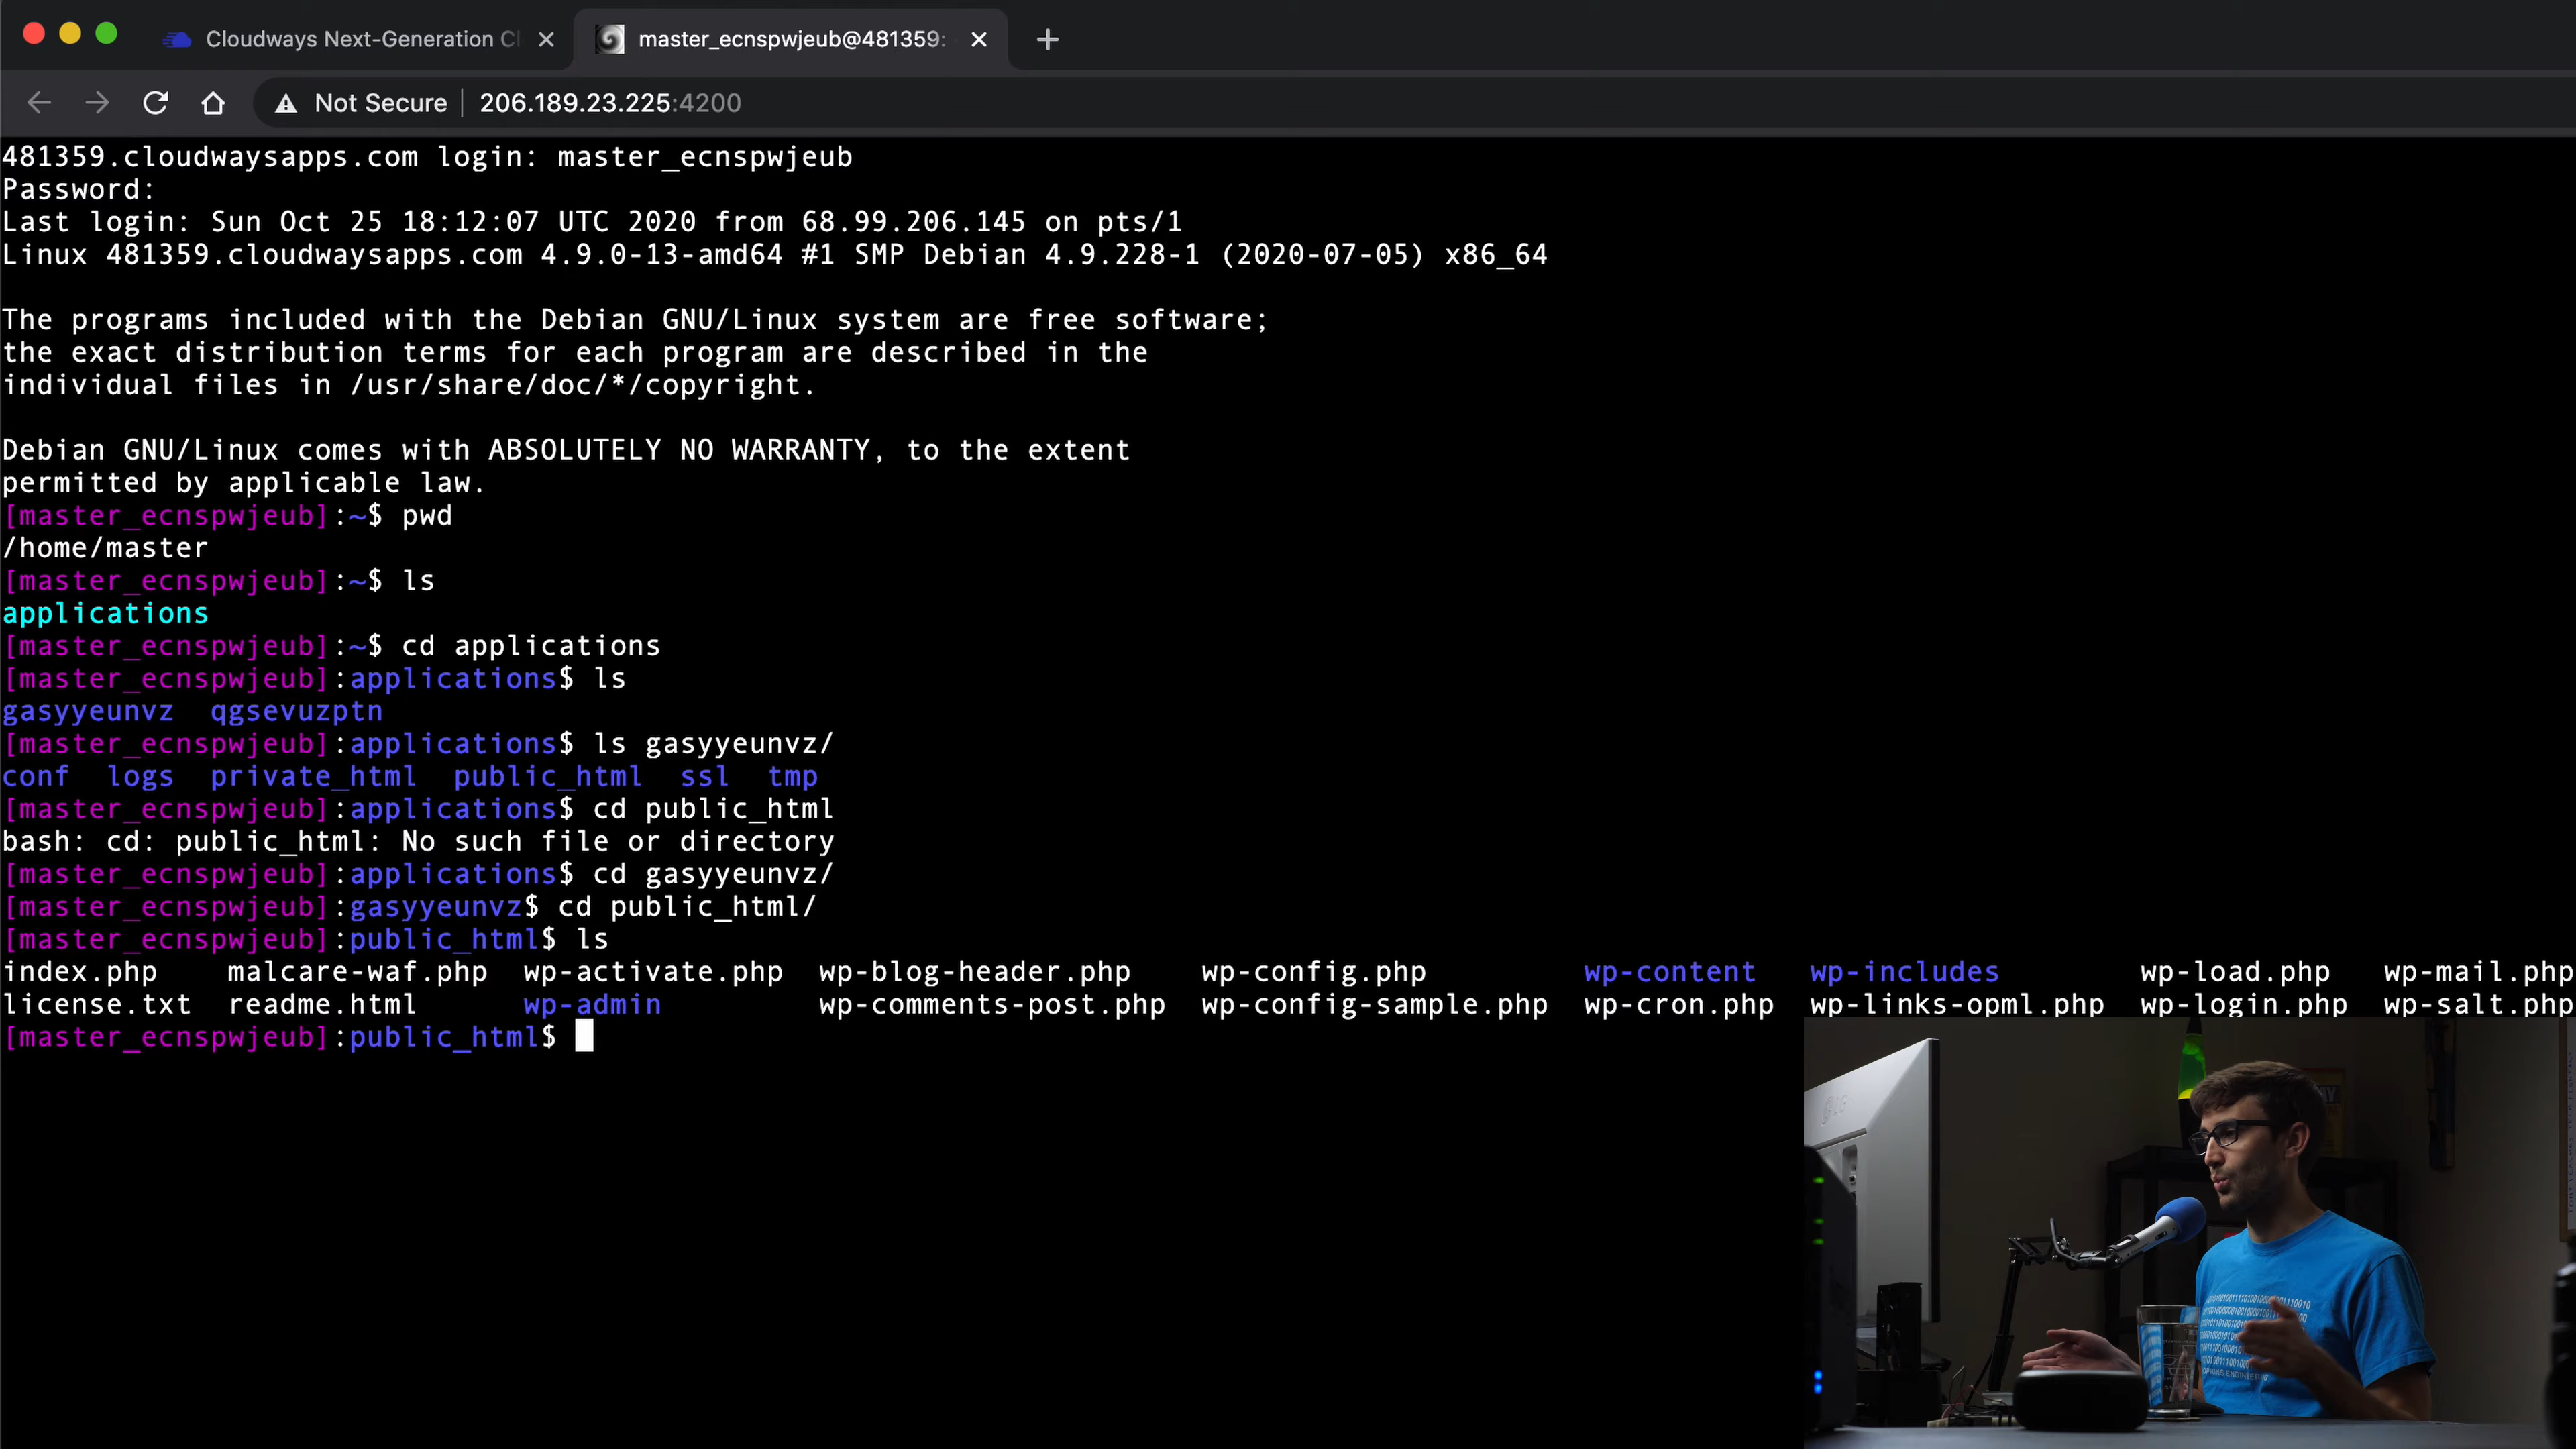 Cloudways Next-Generation Cl
master_ecnspwjeub@481359:
Not Secure 206.189.23.225:4200
481359.cloudwaysapps.com login: master_ecnspwjeub
Password:
Last login: Sun Oct 25 18:12:07 UTC 2020 from 68.99.206.145 on pts/1
Linux 481359.cloudwaysapps.com 4.9.0-13-amd64 #1 SMP Debian 4.9.228-1 (2020-07-05) x86_64
The programs included with the Debian GNU/Linux system are free software;
the exact distribution terms for each program are described in the
individual files in /usr/share/doc/*/copyright.
Debian GNU/Linux comes with ABSOLUTELY NO WARRANTY, to the extent
permitted by applicable law.
[master_ecnspwjeub]:~$ pwd
/home/master
[master_ecnspwjeub]:~$ ls
applications
[master_ecnspwjeub]:~$ cd applications
[master_ecnspwjeub]:applications$ ls
gasyyeunvz qgsevuzptn
[master_ecnspwjeub]:applications$ ls gasyyeunvz/
conf logs private_html public_html ssl tmp
[master_ecnspwjeub]:applications$ cd public_html
bash: cd: public_html: No such file or directory
[master_ecnspwjeub]:applications$ cd gasyyeunvz/
[master_ecnspwjeub]:gasyyeunvz$ cd public_html/
[master_ecnspwjeub]:public_html$ ls
index.php malcare-waf.php wp-activate.php wp-blog-header.php wp-config.php wp-content wp-includes wp-load.php wp-mail.php
license.txt readme.html wp-admin wp-comments-post.php wp-config-sample.php wp-cron.php wp-links-opml.php wp-login.php wp-salt.php
[master_ecnspwjeub]:public_html$
LG